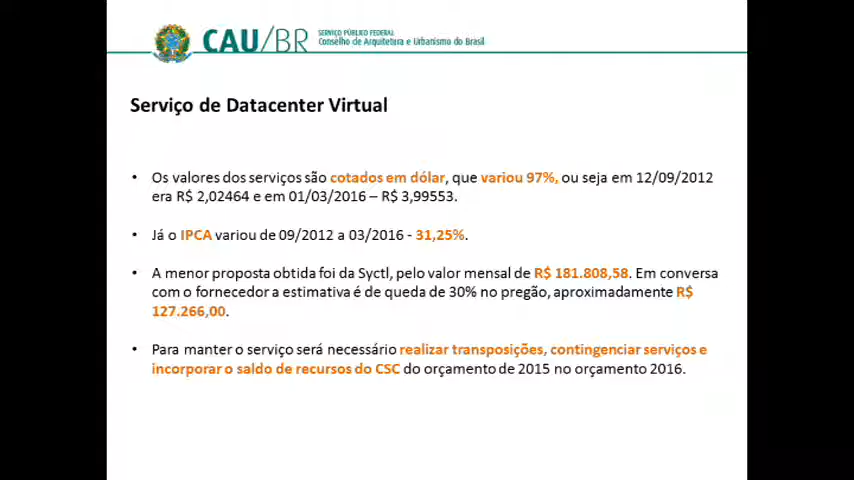 CAU/BR
SERVIÇO PÚBLICO FEDERAL
Conselho de Arquitetura e Urbanismo do Brasil
Serviço de Datacenter Virtual
• Os valores dos serviços são cotados em dólar, que variou 97%, ou seja em 12/09/2012
era R$ 2,02464 e em 01/03/2016 – R$ 3,99553.
• Já o IPCA variou de 09/2012 a 03/2016 - 31,25%.
• A menor proposta obtida foi da Syctl, pelo valor mensal de R$ 181.808,58. Em conversa
com o fornecedor a estimativa é de queda de 30% no pregão, aproximadamente R$
127.266,00.
• Para manter o serviço será necessário realizar transposições, contingenciar serviços e
incorporar o saldo de recursos do CSC do orçamento de 2015 no orçamento 2016.